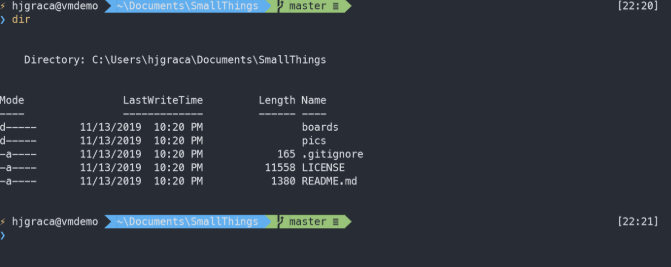 ⚡ hjgraca@vmdemo ~\Documents\SmallThings master ≡ [22:20]
❯ dir
Directory: C:\Users\hjgraca\Documents\SmallThings
Mode LastWriteTime Length Name
---- ------------- ------ ----
d----- 11/13/2019 10:20 PM boards
d----- 11/13/2019 10:20 PM pics
-a---- 11/13/2019 10:20 PM 165 .gitignore
-a---- 11/13/2019 10:20 PM 11558 LICENSE
-a---- 11/13/2019 10:20 PM 1380 README.md
⚡ hjgraca@vmdemo ~\Documents\SmallThings master ≡ [22:21]
❯